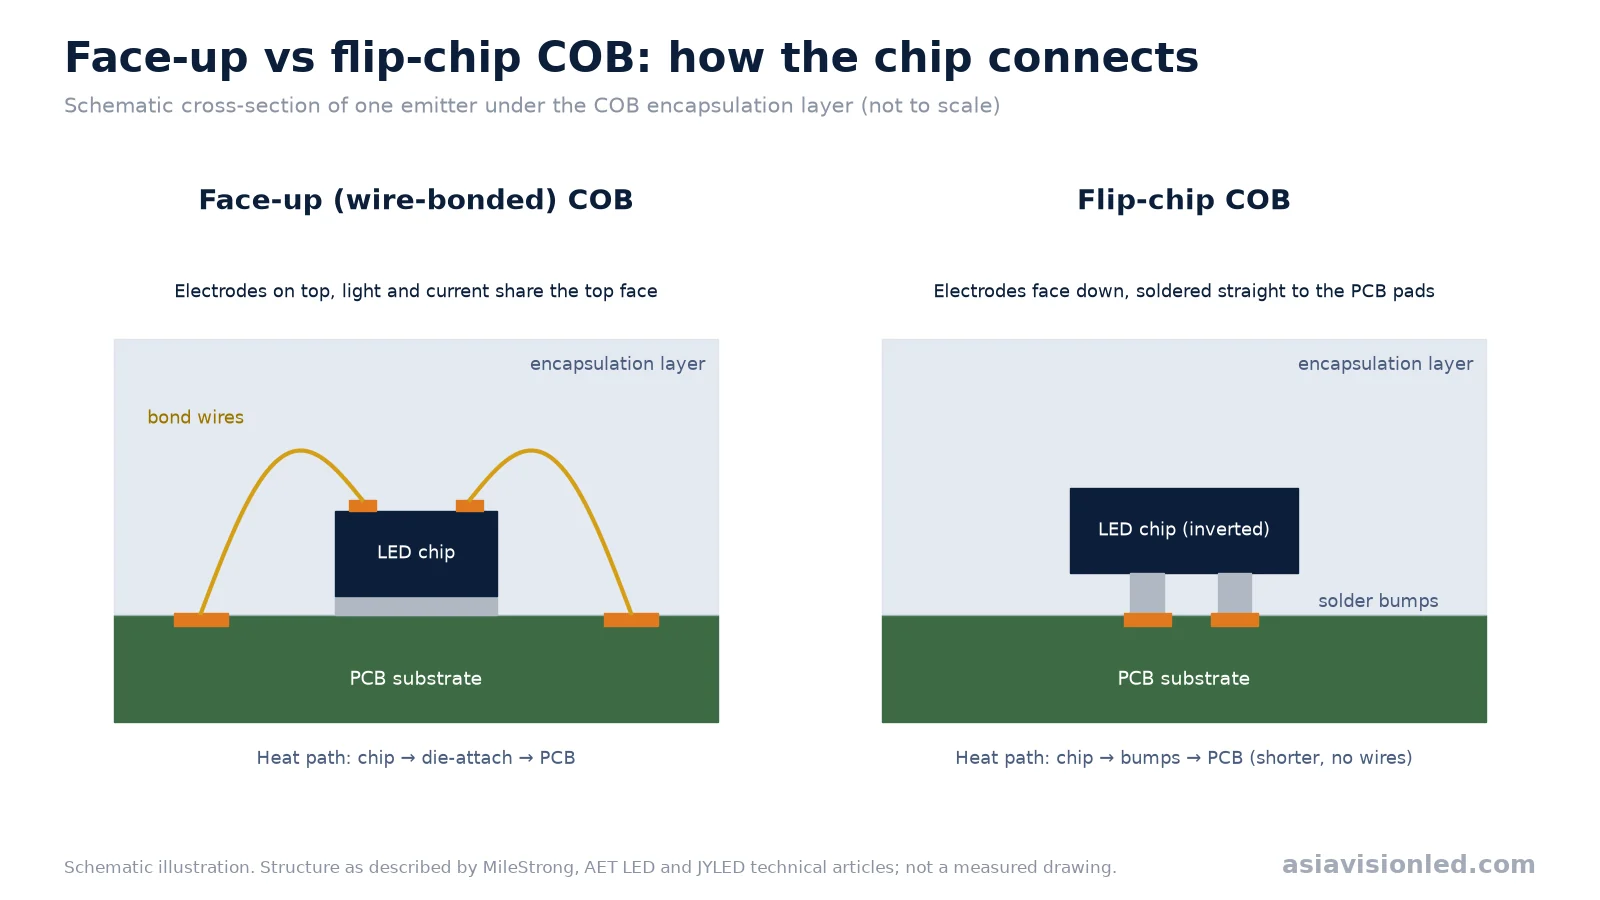 Face-up vs flip-chip COB: how the chip connects
Schematic cross-section of one emitter under the COB encapsulation layer (not to scale)
Face-up (wire-bonded) COB
Electrodes on top, light and current share the top face
encapsulation layer
bond wires
LED chip
PCB substrate
Heat path: chip → die-attach → PCB
Flip-chip COB
Electrodes face down, soldered straight to the PCB pads
encapsulation layer
LED chip (inverted)
solder bumps
PCB substrate
Heat path: chip → bumps → PCB (shorter, no wires)
Schematic illustration. Structure as described by MileStrong, AET LED and JYLED technical articles; not a measured drawing.
asiavisionled.com